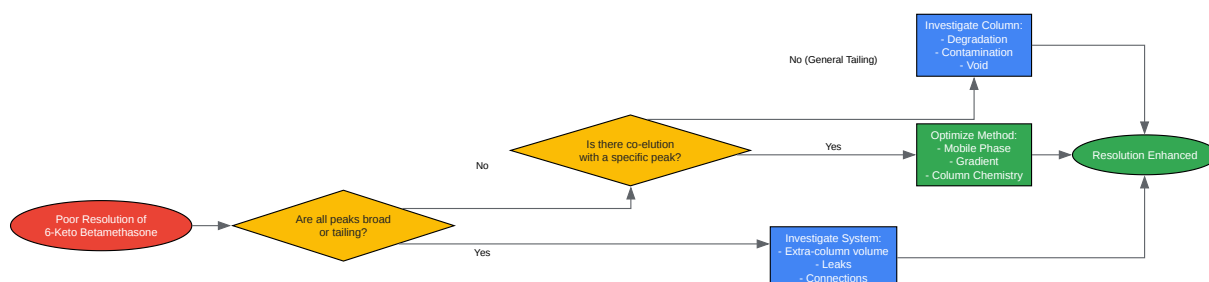 Poor Resolution of
6-Keto Betamethasone
Are all peaks broad
or tailing?
No
Yes
Is there co-elution
with a specific peak?
No (General Tailing)
Yes
Investigate Column:
- Degradation
- Contamination
- Void
Optimize Method:
- Mobile Phase
- Gradient
- Column Chemistry
Investigate System:
- Extra-column volume
- Leaks
- Connections
Resolution Enhanced